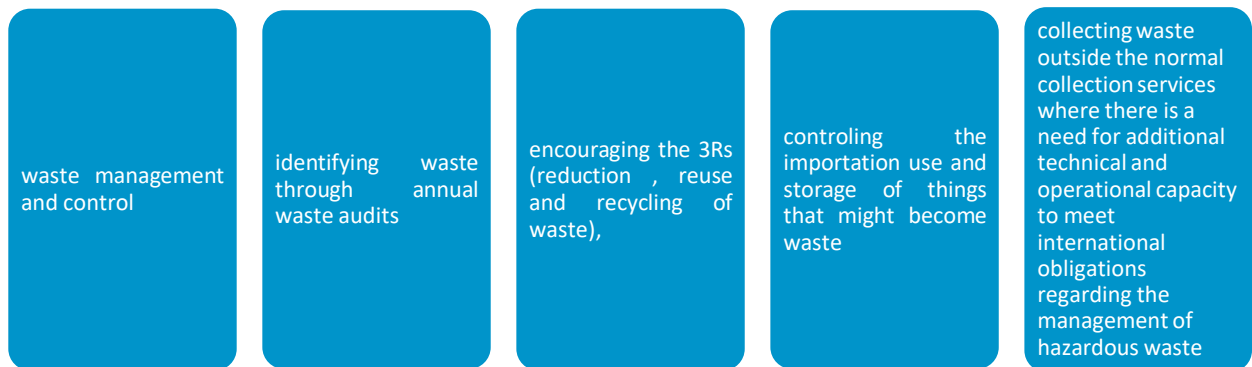 waste management
and control
identifying waste
through annual
waste audits
encouraging the 3Rs
(reduction , reuse
and recycling of
waste),
controling the
importation use and
storage of things
that might become
waste
collecting waste
outside the normal
collection services
where there is a
need for additional
technical and
operational capacity
to meet
international
obligations
regarding the
management of
hazardous waste